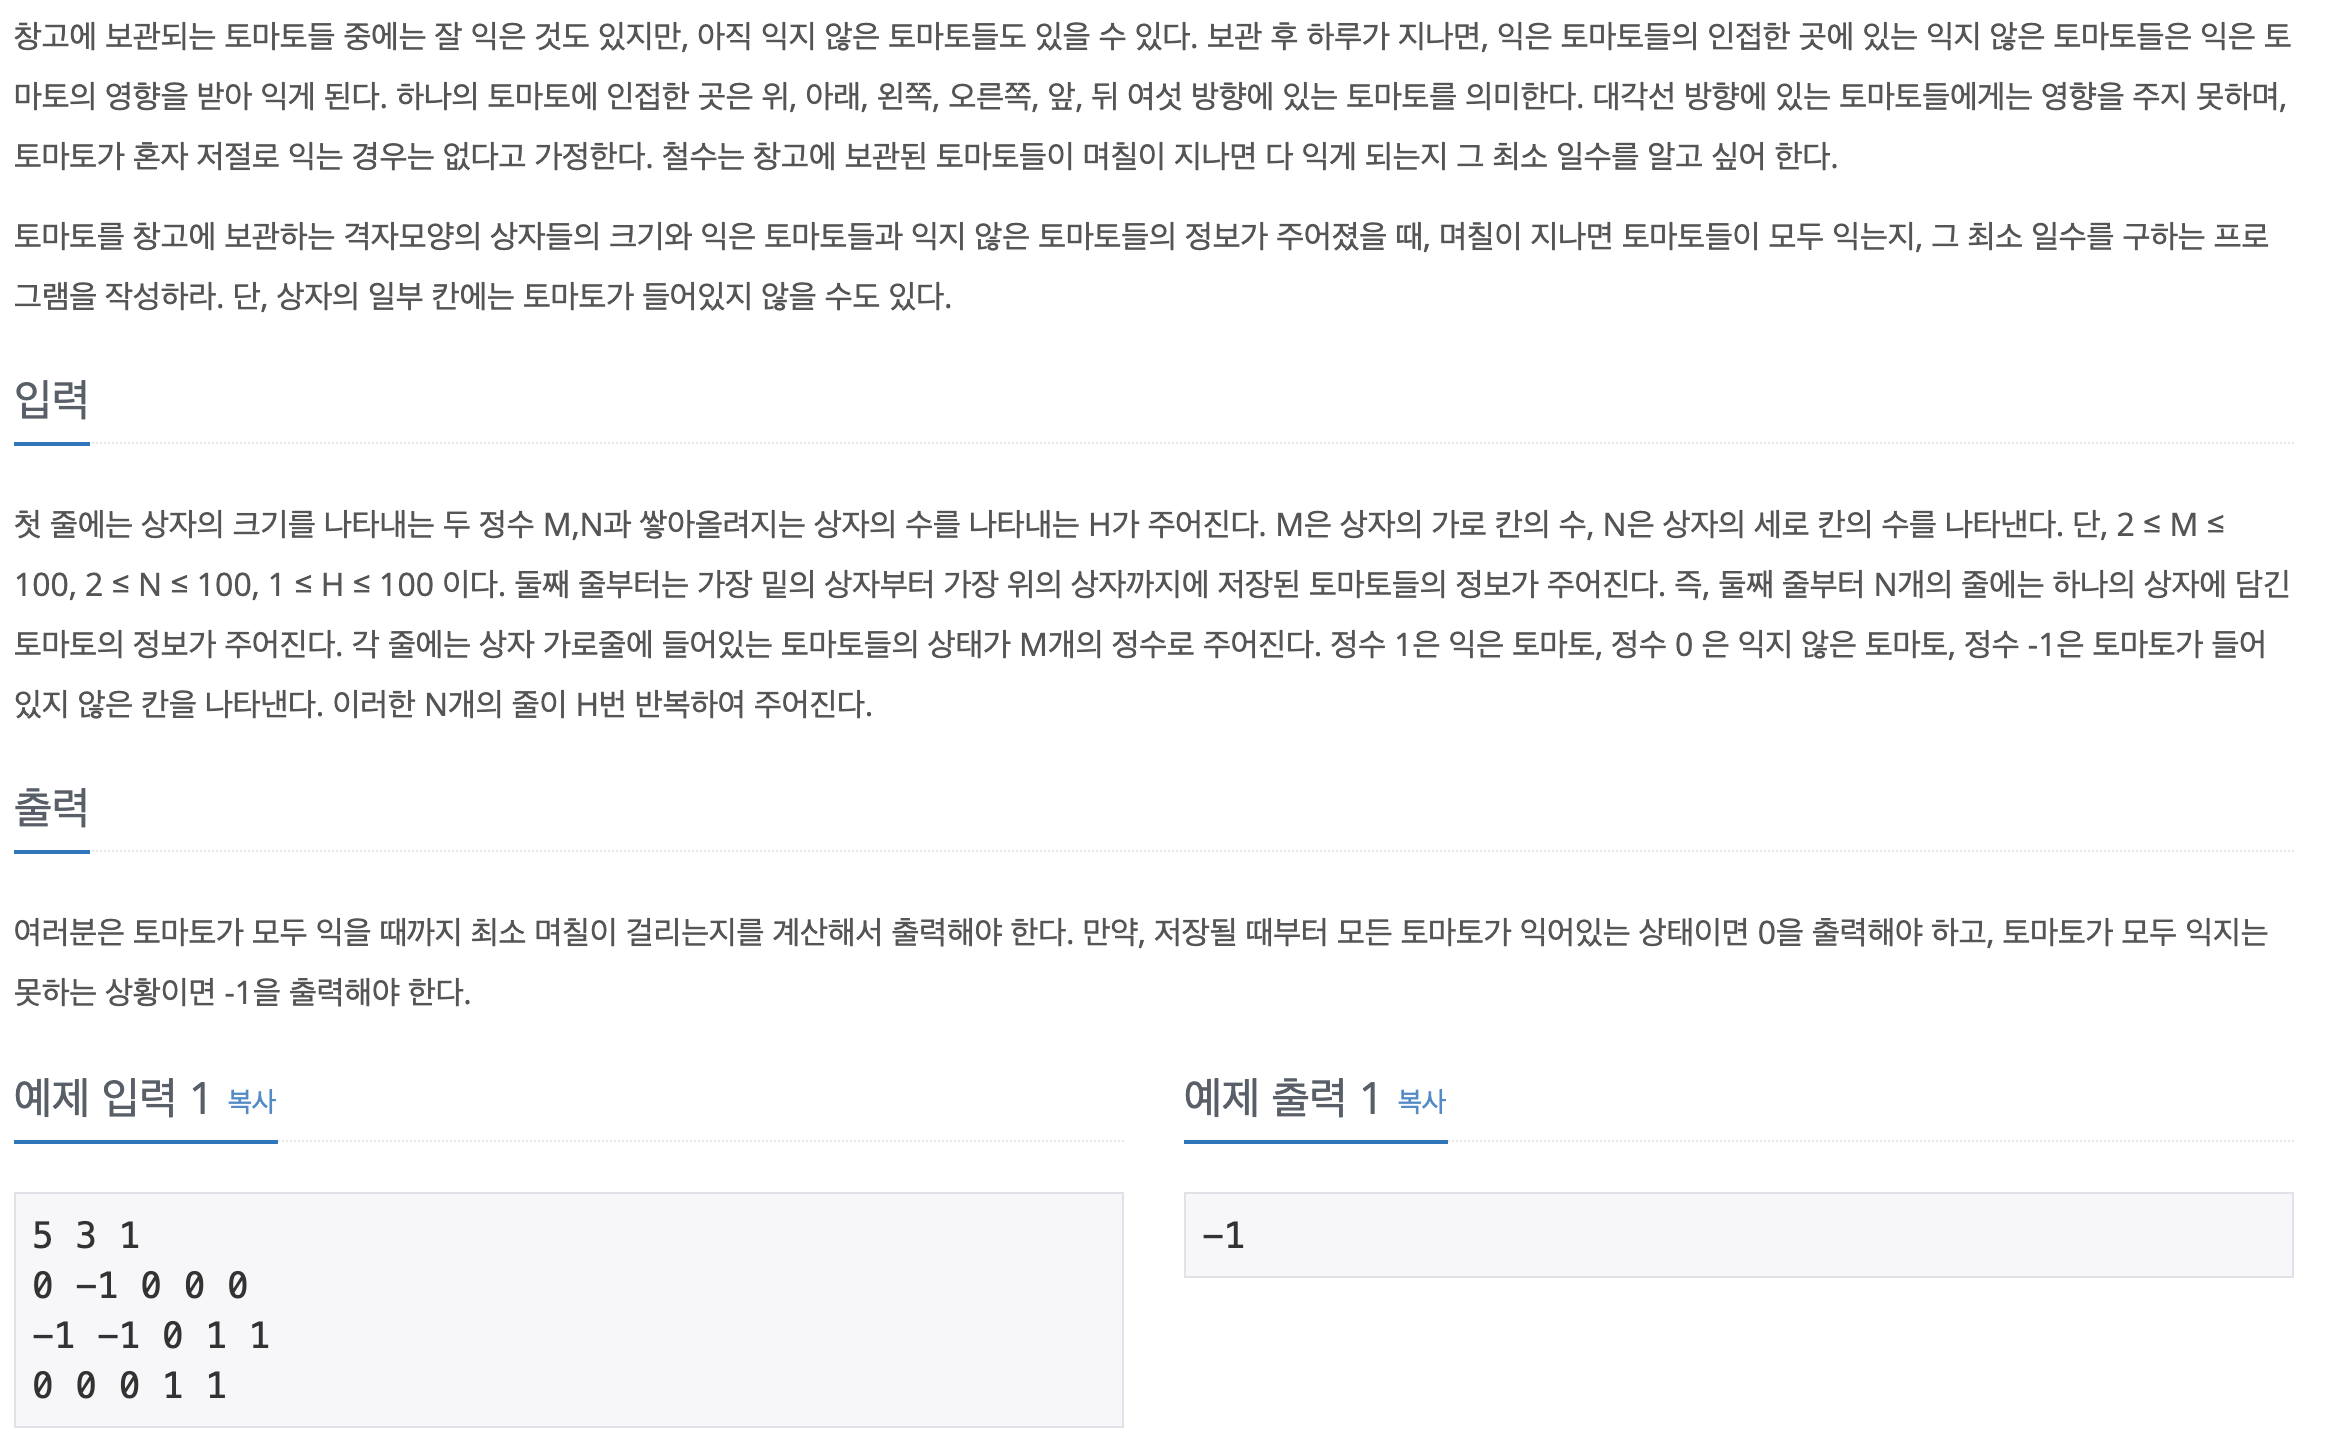 창고에 보관되는 토마토들 중에는 잘 익은 것도 있지만, 아직 익지 않은 토마토들도 있을 수 있다. 보관 후 하루가 지나면, 익은 토마토들의 인접한 곳에 있는 익지 않은 토마토들은 익은 토
마토의 영향을 받아 익게 된다. 하나의 토마토에 인접한 곳은 위, 아래, 왼쪽, 오른쪽, 앞, 뒤 여섯 방향에 있는 토마토를 의미한다. 대각선 방향에 있는 토마토들에게는 영향을 주지 못하며,
토마토가 혼자 저절로 익는 경우는 없다고 가정한다. 철수는 창고에 보관된 토마토들이 며칠이 지나면 다 익게 되는지 그 최소 일수를 알고 싶어 한다.
토마토를 창고에 보관하는 격자모양의 상자들의 크기와 익은 토마토들과 익지 않은 토마토들의 정보가 주어졌을 때, 며칠이 지나면 토마토들이 모두 익는지, 그 최소 일수를 구하는 프로
그램을 작성하라. 단, 상자의 일부 칸에는 토마토가 들어있지 않을 수도 있다.
입력
첫 줄에는 상자의 크기를 나타내는 두 정수 M,N과 쌓아올려지는 상자의 수를 나타내는 H가 주어진다. M은 상자의 가로 칸의 수, N은 상자의 세로 칸의 수를 나타낸다. 단, 2 ≤ M ≤
100, 2 ≤ N ≤ 100, 1 ≤ H ≤ 100 이다. 둘째 줄부터는 가장 밑의 상자부터 가장 위의 상자까지에 저장된 토마토들의 정보가 주어진다. 즉, 둘째 줄부터 N개의 줄에는 하나의 상자에 담긴
토마토의 정보가 주어진다. 각 줄에는 상자 가로줄에 들어있는 토마토들의 상태가 M개의 정수로 주어진다. 정수 1은 익은 토마토, 정수 0 은 익지 않은 토마토, 정수 -1은 토마토가 들어
있지 않은 칸을 나타낸다. 이러한 N개의 줄이 H번 반복하여 주어진다.
출력
여러분은 토마토가 모두 익을 때까지 최소 며칠이 걸리는지를 계산해서 출력해야 한다. 만약, 저장될 때부터 모든 토마토가 익어있는 상태이면 0을 출력해야 하고, 토마토가 모두 익지는
못하는 상황이면 -1을 출력해야 한다.
예제 입력 1 복사
5 3 1
0 -1 0 0 0
-1 -1 0 1 1
0 0 0 1 1
예제 출력 1 복사
-1